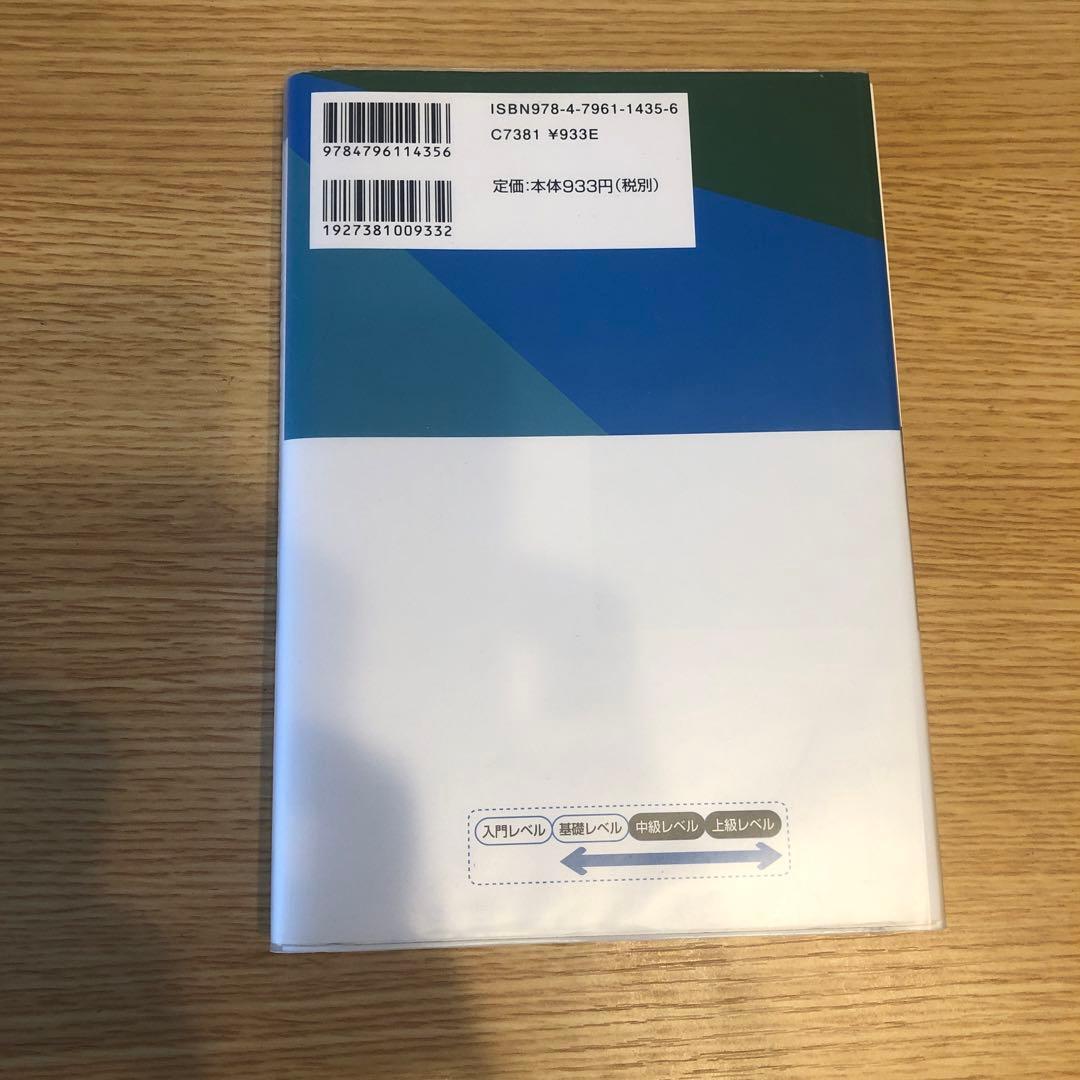 ISBN978-4-7961-1435-6
C7381 ¥933E
定価:本体933円(税別)
9784796114356
1927381009332
入門レベル 基礎レベル 中級レベル 上級レベル